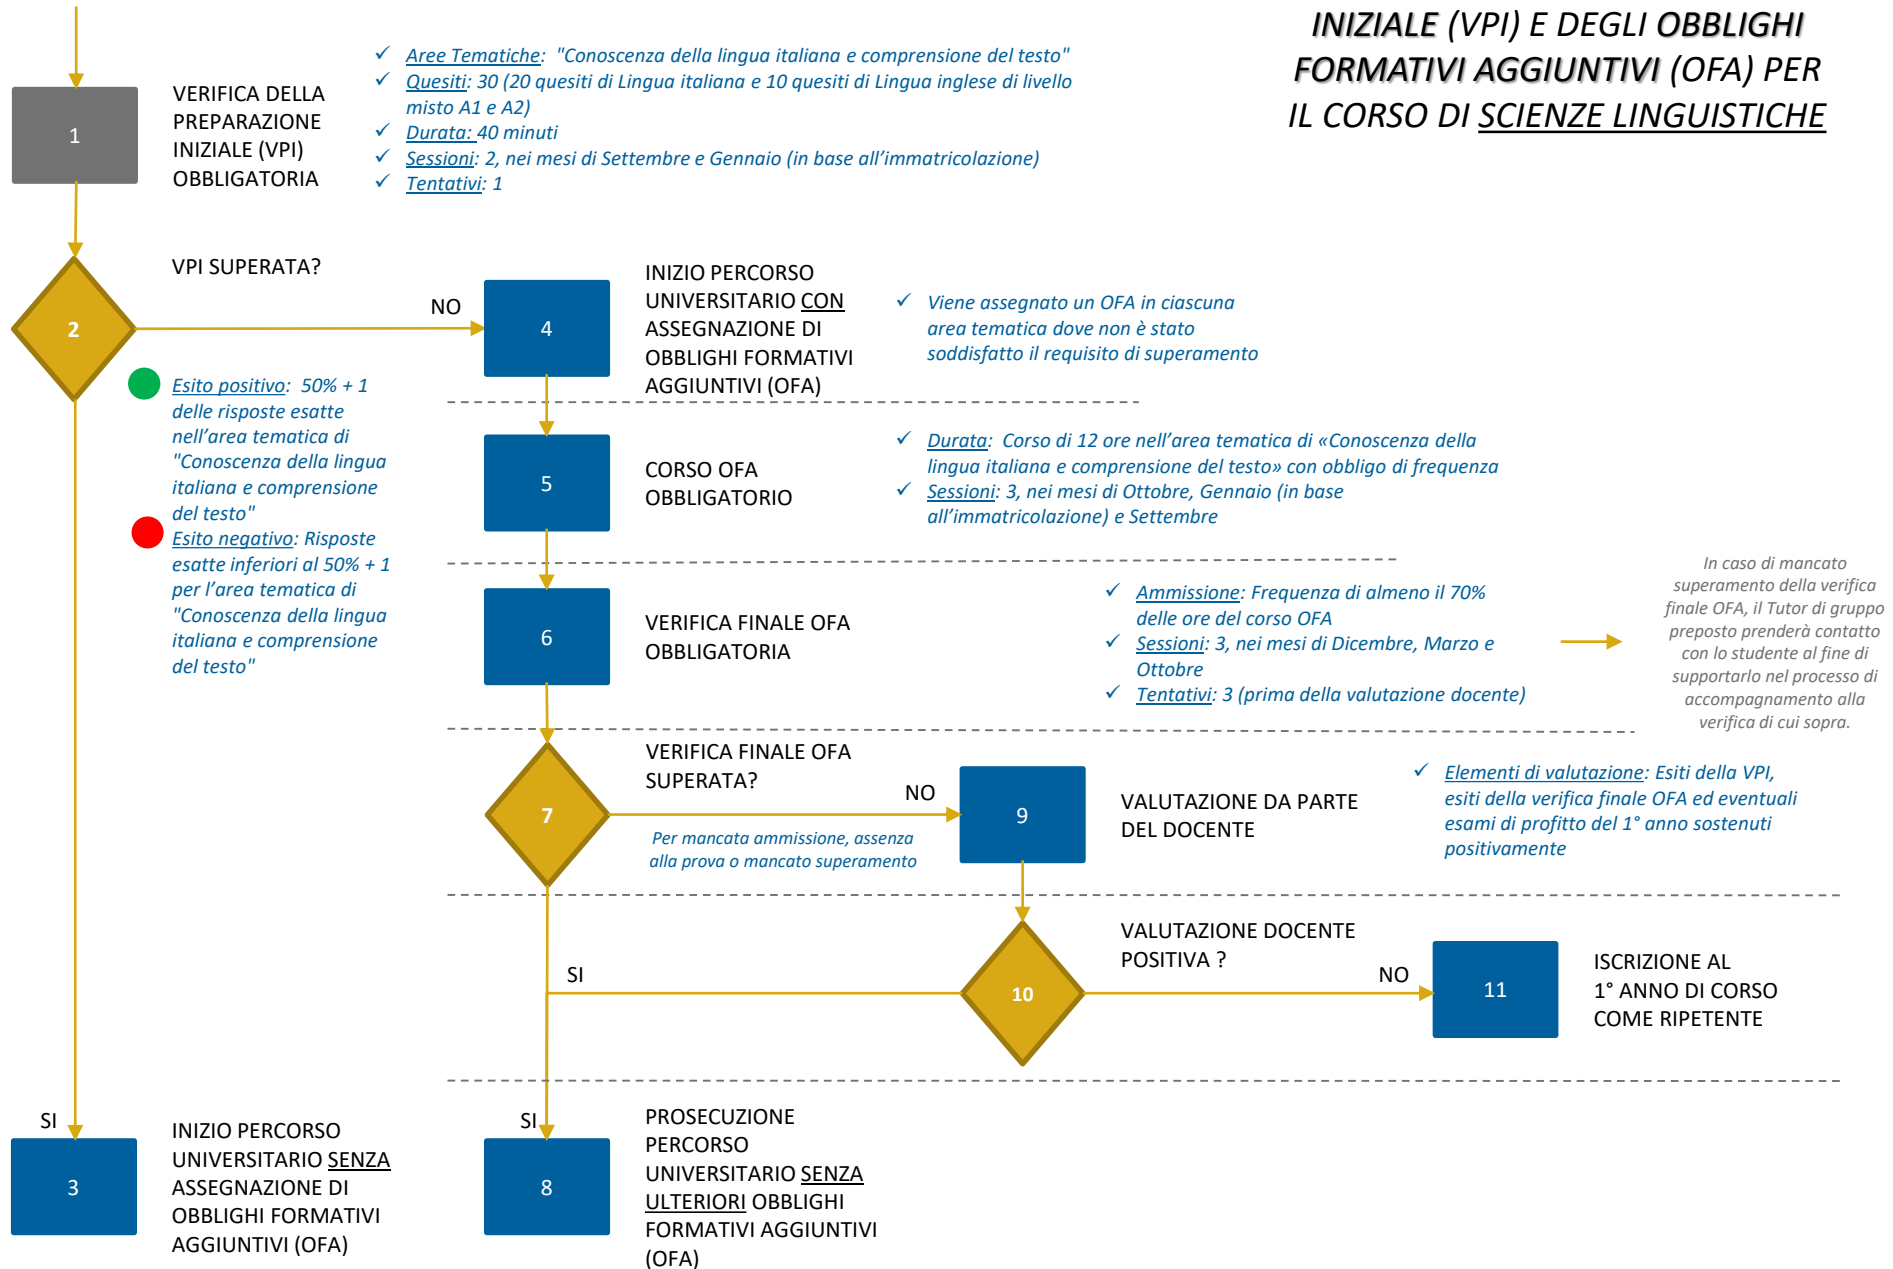 INIZIALE (VPI) E DEGLI OBBLIGHI
FORMATIVI AGGIUNTIVI (OFA) PER
IL CORSO DI SCIENZE LINGUISTICHE
1
VERIFICA DELLA
PREPARAZIONE
INIZIALE (VPI)
OBBLIGATORIA
✓ Aree Tematiche: "Conoscenza della lingua italiana e comprensione del testo"
✓ Quesiti: 30 (20 quesiti di Lingua italiana e 10 quesiti di Lingua inglese di livello
misto A1 e A2)
✓ Durata: 40 minuti
✓ Sessioni: 2, nei mesi di Settembre e Gennaio (in base all’immatricolazione)
✓ Tentativi: 1
2
VPI SUPERATA?
NO
Esito positivo: 50% + 1
delle risposte esatte
nell’area tematica di
"Conoscenza della lingua
italiana e comprensione
del testo"
Esito negativo: Risposte
esatte inferiori al 50% + 1
per l’area tematica di
"Conoscenza della lingua
italiana e comprensione
del testo"
4
INIZIO PERCORSO
UNIVERSITARIO CON
ASSEGNAZIONE DI
OBBLIGHI FORMATIVI
AGGIUNTIVI (OFA)
✓ Viene assegnato un OFA in ciascuna
area tematica dove non è stato
soddisfatto il requisito di superamento
5
CORSO OFA
OBBLIGATORIO
✓ Durata: Corso di 12 ore nell’area tematica di «Conoscenza della
lingua italiana e comprensione del testo» con obbligo di frequenza
✓ Sessioni: 3, nei mesi di Ottobre, Gennaio (in base
all’immatricolazione) e Settembre
6
VERIFICA FINALE OFA
OBBLIGATORIA
✓ Ammissione: Frequenza di almeno il 70%
delle ore del corso OFA
✓ Sessioni: 3, nei mesi di Dicembre, Marzo e
Ottobre
✓ Tentativi: 3 (prima della valutazione docente)
In caso di mancato
superamento della verifica
finale OFA, il Tutor di gruppo
preposto prenderà contatto
con lo studente al fine di
supportarlo nel processo di
accompagnamento alla
verifica di cui sopra.
7
VERIFICA FINALE OFA
SUPERATA?
NO
Per mancata ammissione, assenza
alla prova o mancato superamento
9
VALUTAZIONE DA PARTE
DEL DOCENTE
✓ Elementi di valutazione: Esiti della VPI,
esiti della verifica finale OFA ed eventuali
esami di profitto del 1° anno sostenuti
positivamente
SI
10
VALUTAZIONE DOCENTE
POSITIVA ?
NO
11
ISCRIZIONE AL
1° ANNO DI CORSO
COME RIPETENTE
SI
3
INIZIO PERCORSO
UNIVERSITARIO SENZA
ASSEGNAZIONE DI
OBBLIGHI FORMATIVI
AGGIUNTIVI (OFA)
SI
8
PROSECUZIONE
PERCORSO
UNIVERSITARIO SENZA
ULTERIORI OBBLIGHI
FORMATIVI AGGIUNTIVI
(OFA)